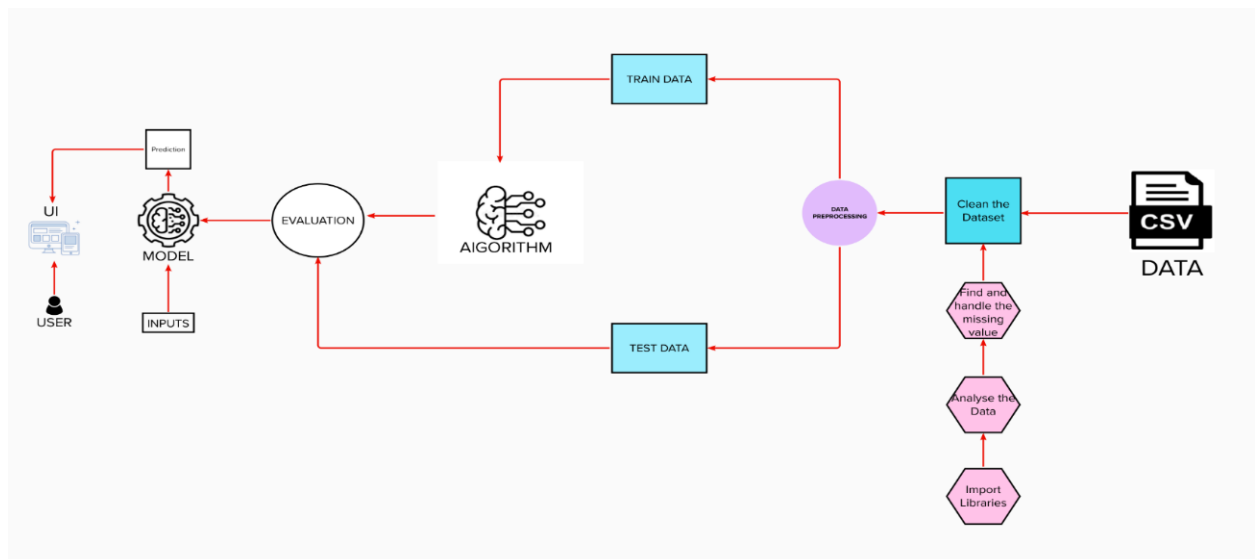 TRAIN DATA
Prediction
UI
MODEL
USER
INPUTS
EVALUATION
AIGORITHM
DATA
PREPROCESSING
Clean the
Dataset
CSV
DATA
TEST DATA
Find and
handle the
missing
value
Analyse the
Data
Import
Libraries